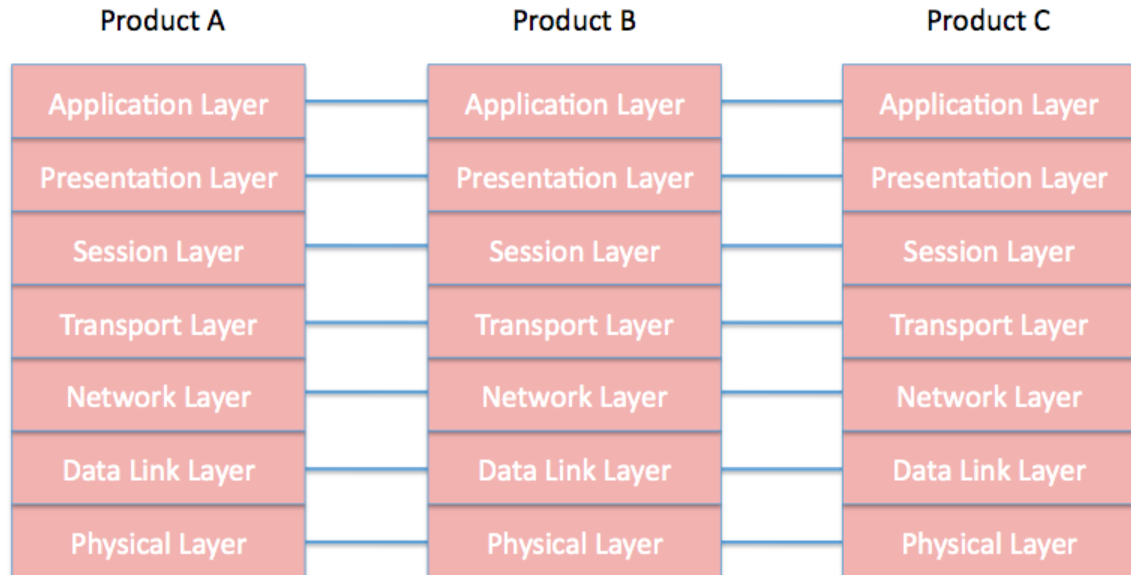 Product A Product B Product C
Application Layer Application Layer Application Layer
Presentation Layer Presentation Layer Presentation Layer
Session Layer Session Layer Session Layer
Transport Layer Transport Layer Transport Layer
Network Layer Network Layer Network Layer
Data Link Layer Data Link Layer Data Link Layer
Physical Layer Physical Layer Physical Layer